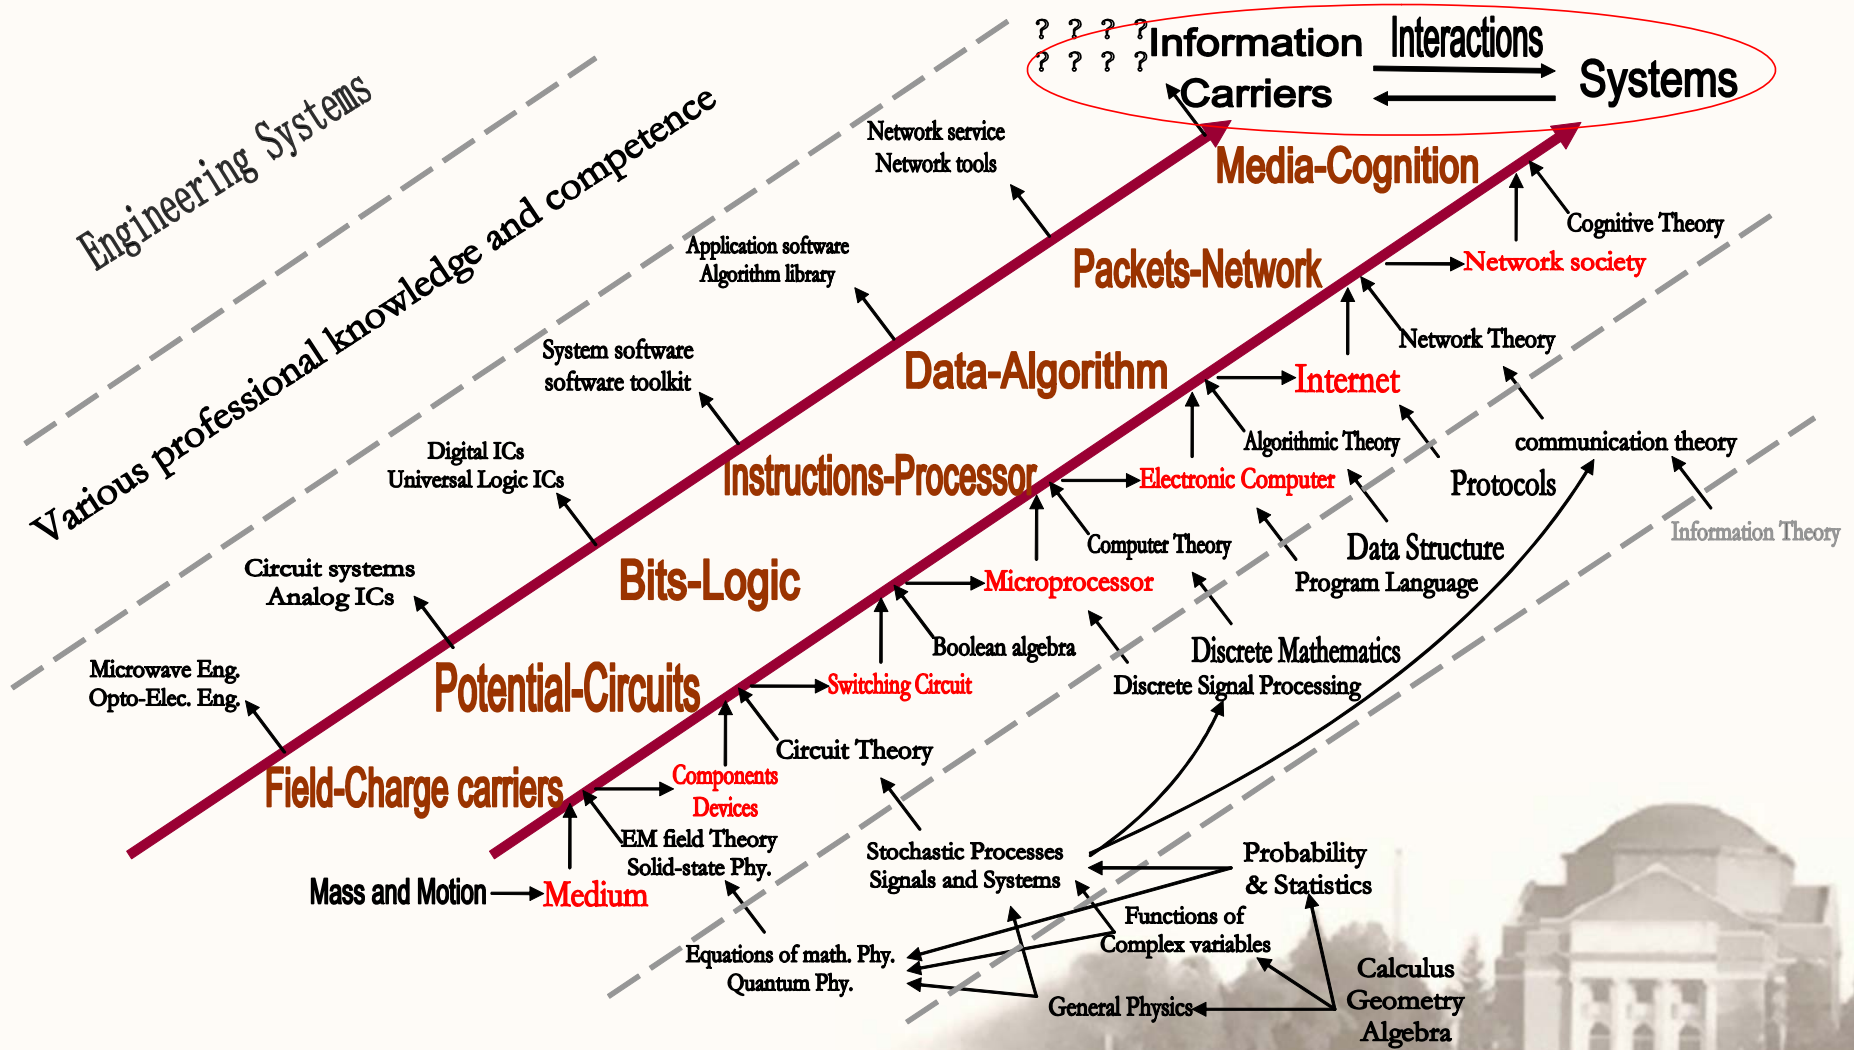 ? ? ? ?
? ? ? ?
Information
Carriers
Interactions
Systems
Engineering Systems
Various professional knowledge and competence
Network service
Network tools
Media-Cognition
Cognitive Theory
Network society
Application software
Algorithm library
Packets-Network
Network Theory
System software
software toolkit
Data-Algorithm
Internet
Algorithmic Theory
communication theory
Digital ICs
Universal Logic ICs
Instructions-Processor
Electronic Computer
Protocols
Information Theory
Computer Theory
Data Structure
Program Language
Circuit systems
Analog ICs
Bits-Logic
Microprocessor
Boolean algebra
Discrete Mathematics
Discrete Signal Processing
Microwave Eng.
Opto-Elec. Eng.
Potential-Circuits
Switching Circuit
Circuit Theory
Field-Charge carriers
Components
Devices
EM field Theory
Solid-state Phy.
Mass and Motion
Medium
Stochastic Processes
Signals and Systems
Probability
& Statistics
Functions of
Complex variables
Equations of math. Phy.
Quantum Phy.
General Physics
Calculus
Geometry
Algebra